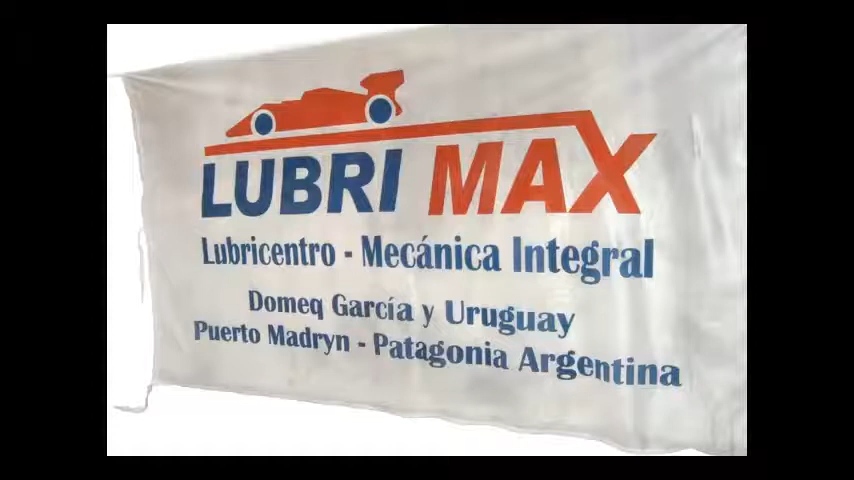 LUBRI MAX
Lubricentro - Mecánica Integral
Domeq García y Uruguay
Puerto Madryn - Patagonia Argentina